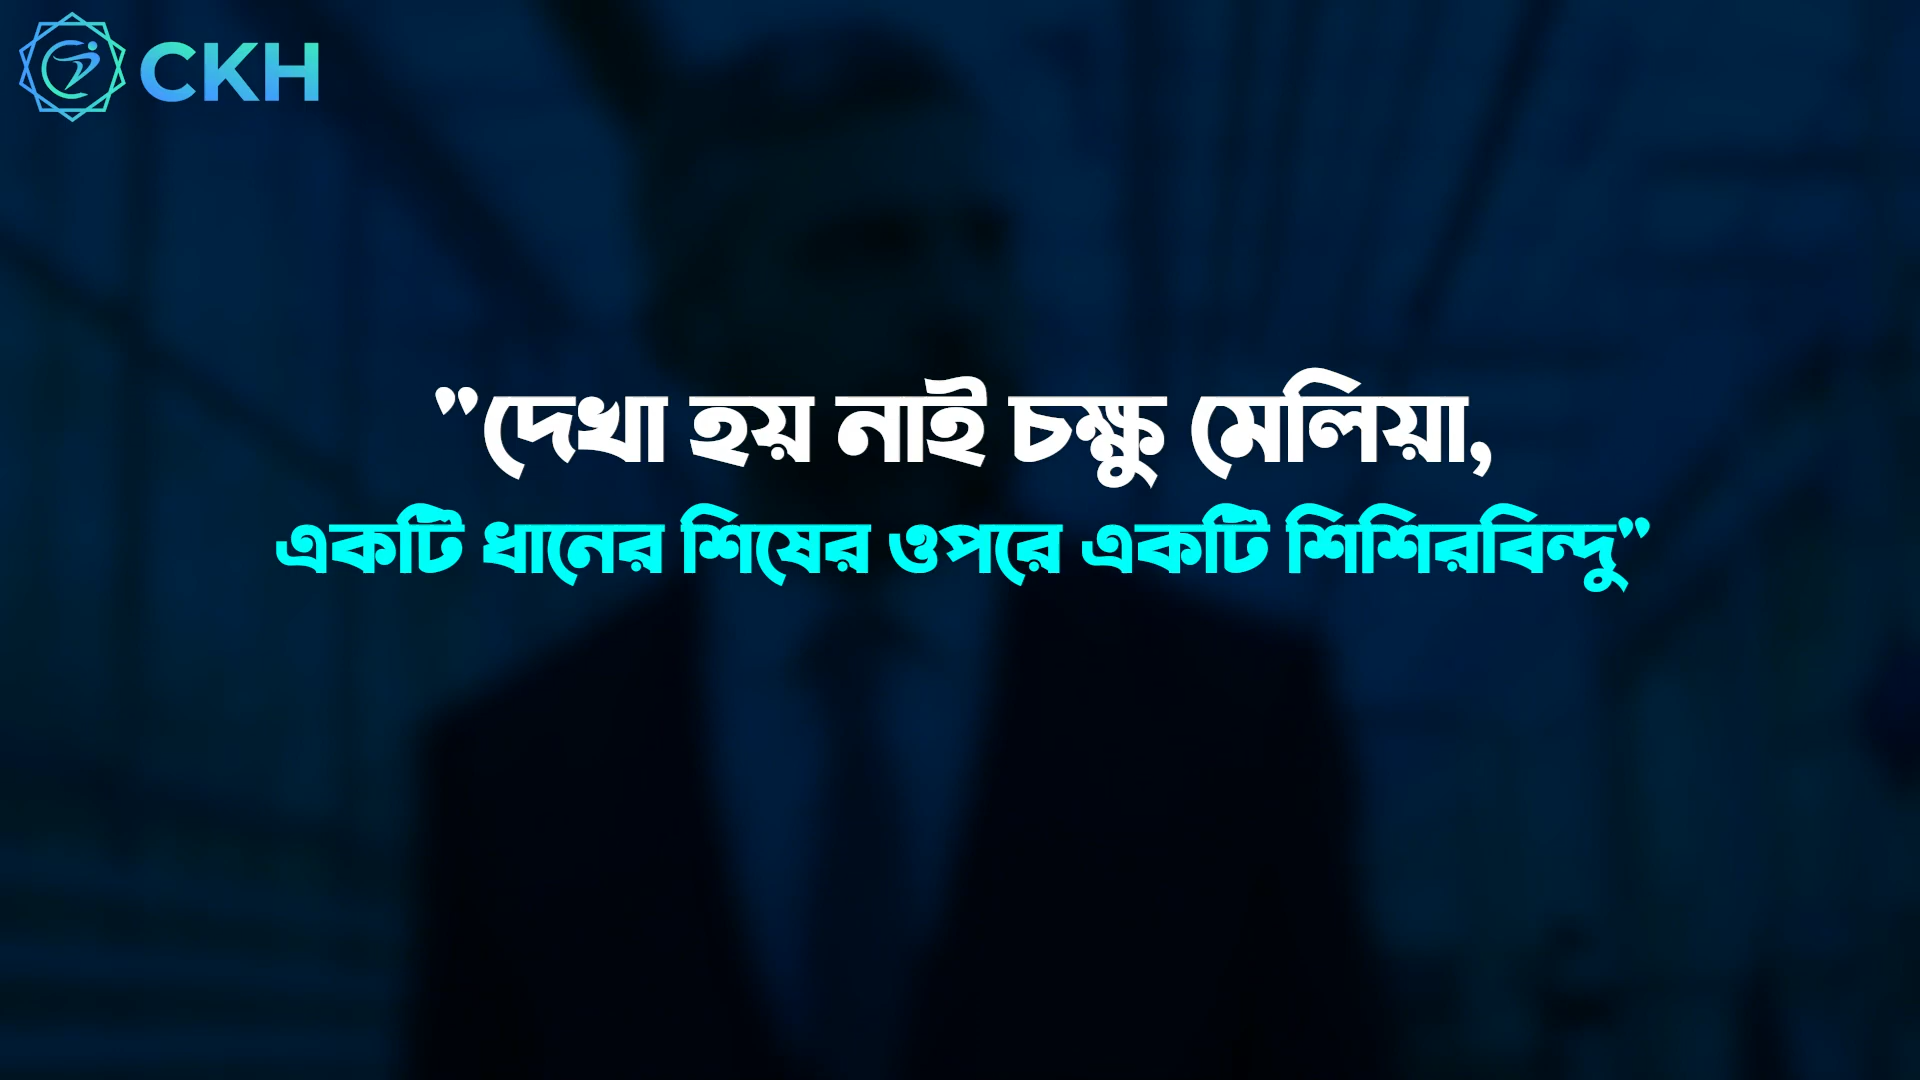 CKH
"দেখা হয় নাই চক্ষু মেলিয়া,
একটি ধানের শিষের ওপরে একটি শিশিরবিন্দু"